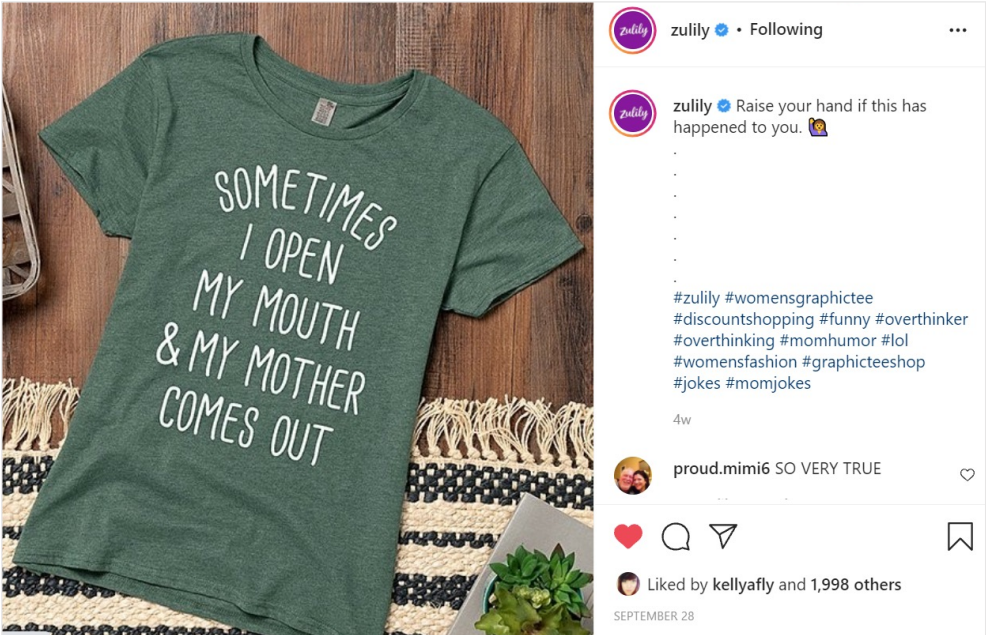 SOMETIMES
I OPEN
MY MOUTH
& MY MOTHER
COMES OUT
zulily
zulily • Following
zulily
zulily Raise your hand if this has
happened to you. 🙋
.
.
.
.
.
.
.
#zulily #womensgraphictee
#discountshopping #funny #overthinker
#overthinking #momhumor #lol
#womensfashion #graphicteeshop
#jokes #momjokes
4w
proud.mimi6 SO VERY TRUE
Liked by kellyafly and 1,998 others
SEPTEMBER 28